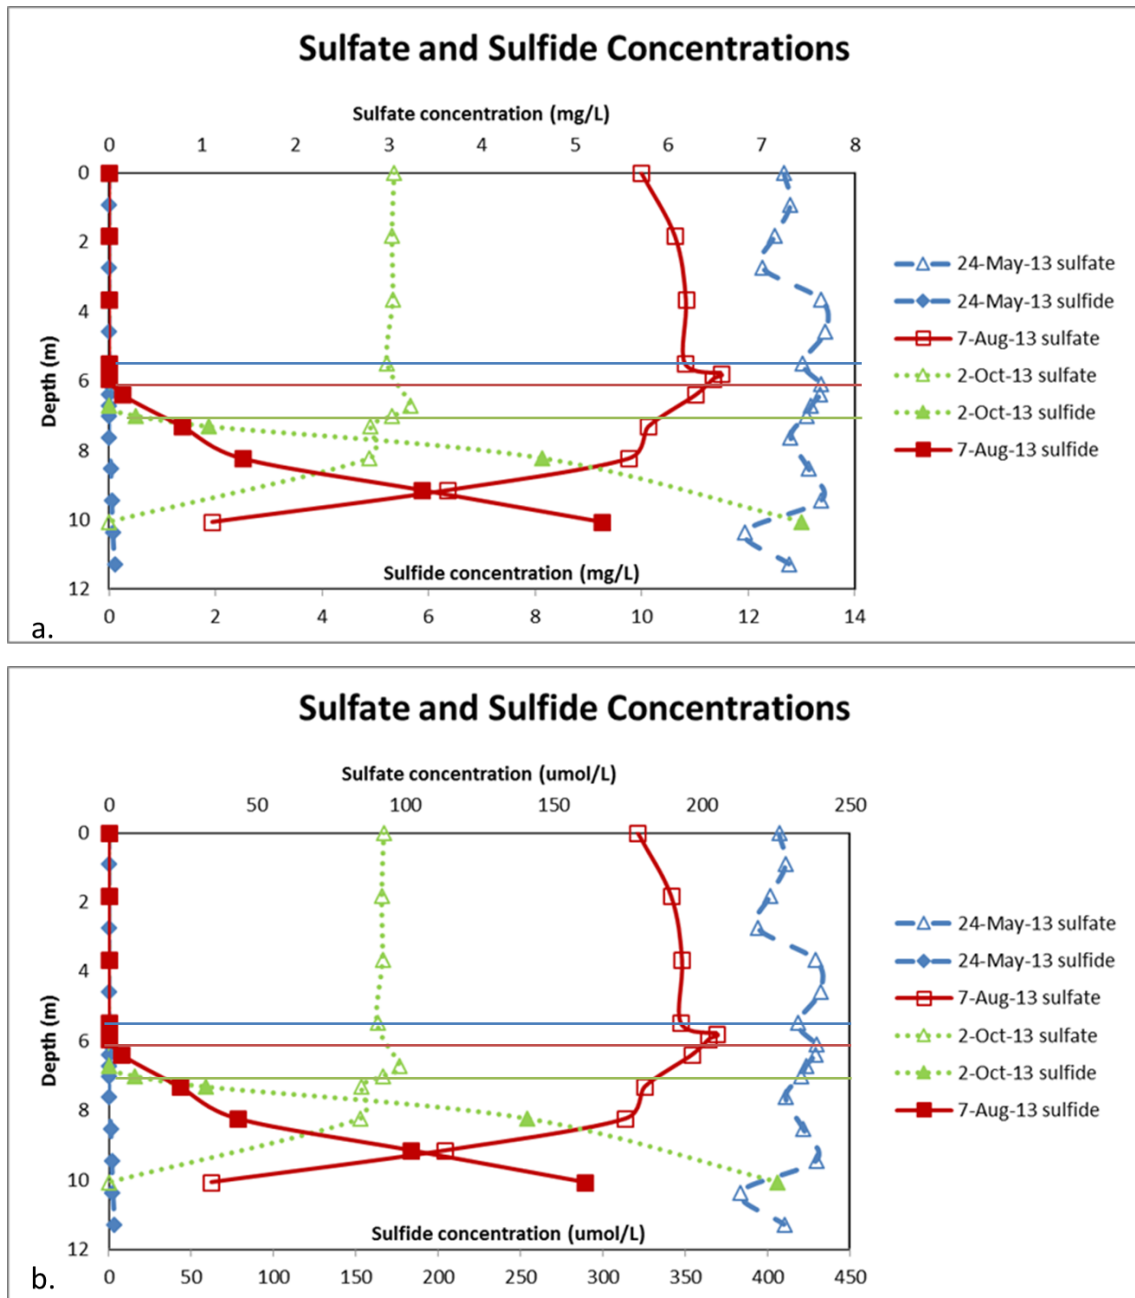 Sulfate and Sulfide Concentrations
Sulfate concentration (mg/L)
0 1 2 3 4 5 6 7 8
0
2
4
6
8
10
12
Depth (m)
24-May-13 sulfate
24-May-13 sulfide
7-Aug-13 sulfate
2-Oct-13 sulfate
2-Oct-13 sulfide
7-Aug-13 sulfide
Sulfide concentration (mg/L)
0 2 4 6 8 10 12 14
a.
Sulfate and Sulfide Concentrations
Sulfate concentration (umol/L)
0 50 100 150 200 250
0
2
4
6
8
10
12
Depth (m)
24-May-13 sulfate
24-May-13 sulfide
7-Aug-13 sulfate
2-Oct-13 sulfate
2-Oct-13 sulfide
7-Aug-13 sulfide
Sulfide concentration (umol/L)
0 50 100 150 200 250 300 350 400 450
b.